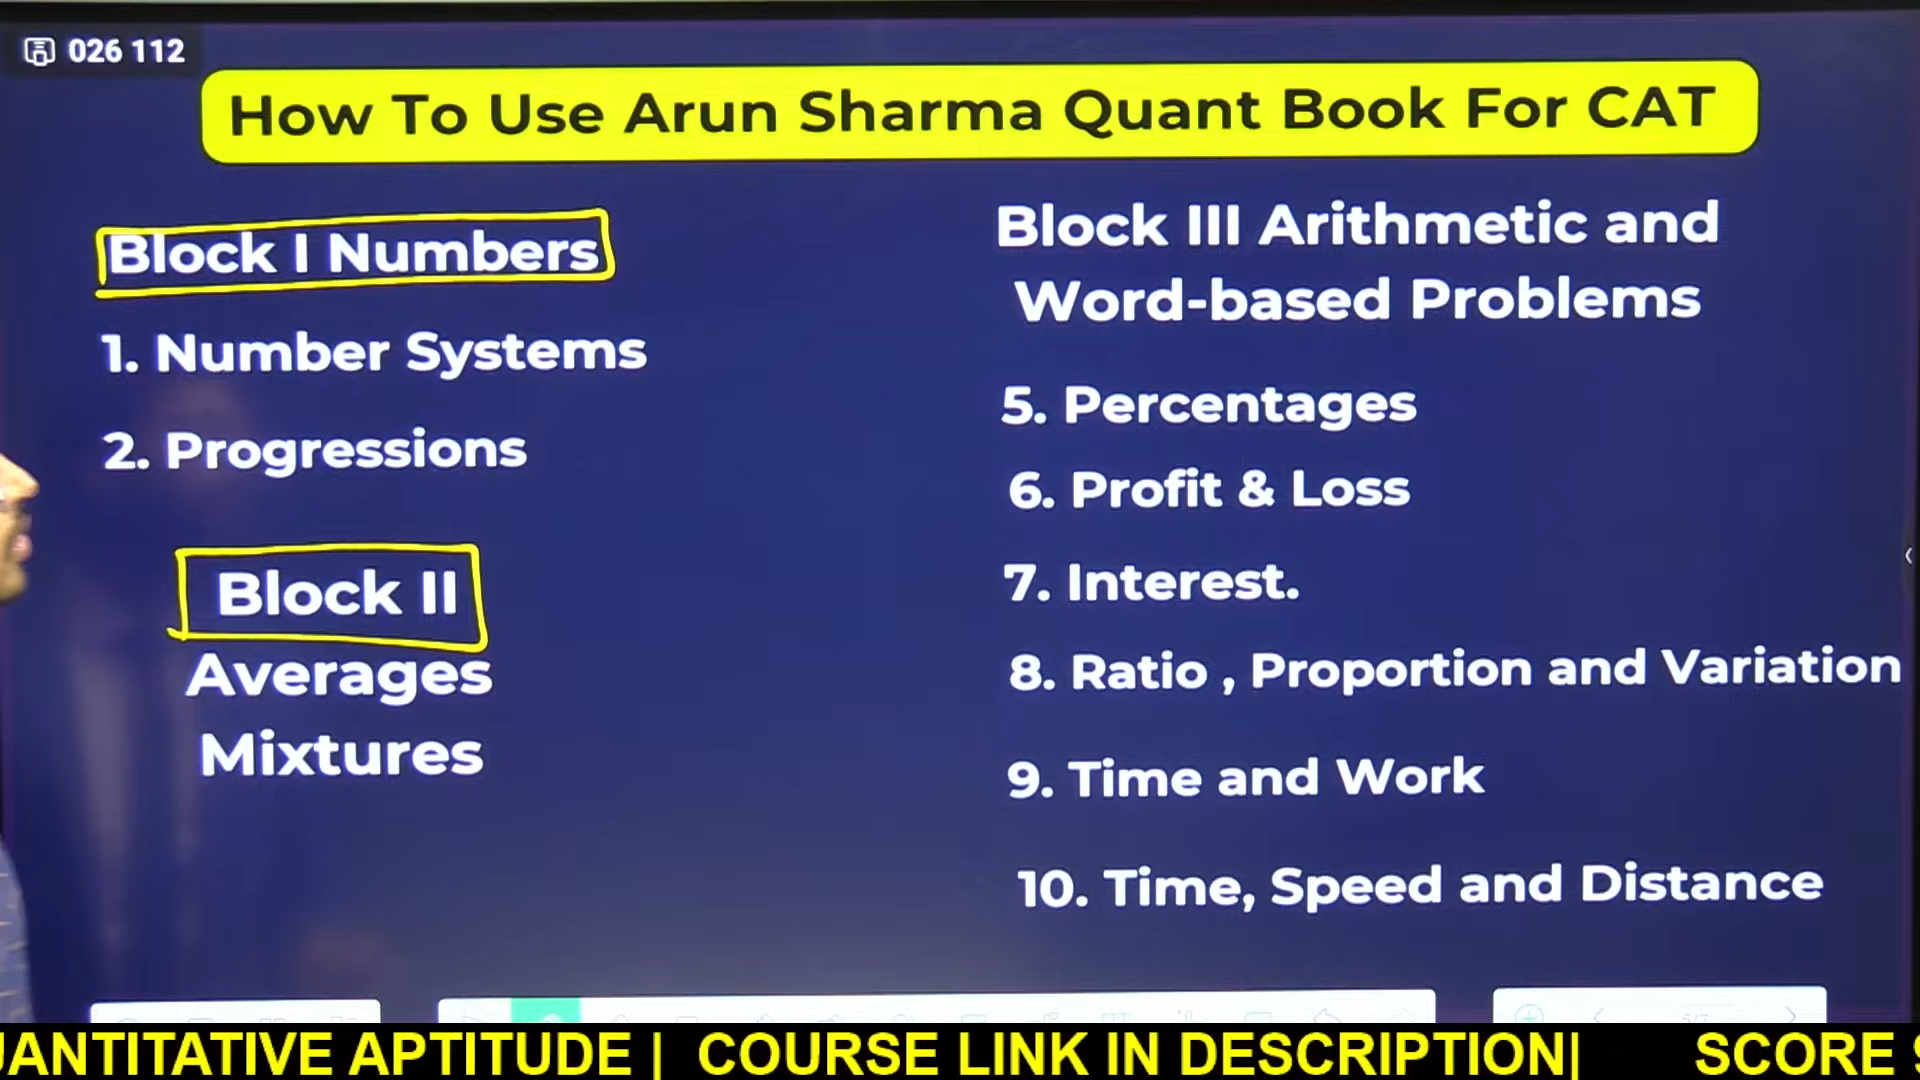 026 112
How To Use Arun Sharma Quant Book For CAT
Block I Numbers
1. Number Systems
2. Progressions
Block II
Averages
Mixtures
Block III Arithmetic and
Word-based Problems
5. Percentages
6. Profit & Loss
7. Interest.
8. Ratio , Proportion and Variation
9. Time and Work
10. Time, Speed and Distance
APTITUDE | COURSE LINK IN DESCRIPTION| SCORE